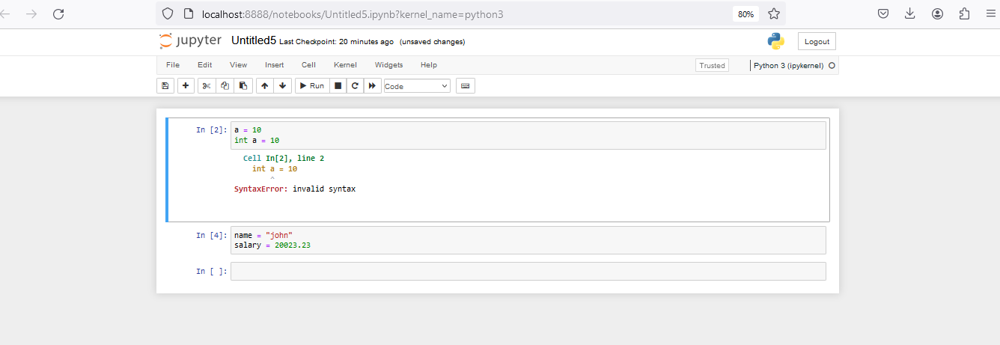 localhost:8888/notebooks/Untitled5.ipynb?kernel_name=python3 80%
jupyter Untitled5 Last Checkpoint: 20 minutes ago (unsaved changes) Logout
File Edit View Insert Cell Kernel Widgets Help Trusted Python 3 (ipykernel)
Run Code
In [2]: a = 10
int a = 10
Cell In[2], line 2
int a = 10
^
SyntaxError: invalid syntax
In [4]: name = "john"
salary = 20023.23
In [ ]: